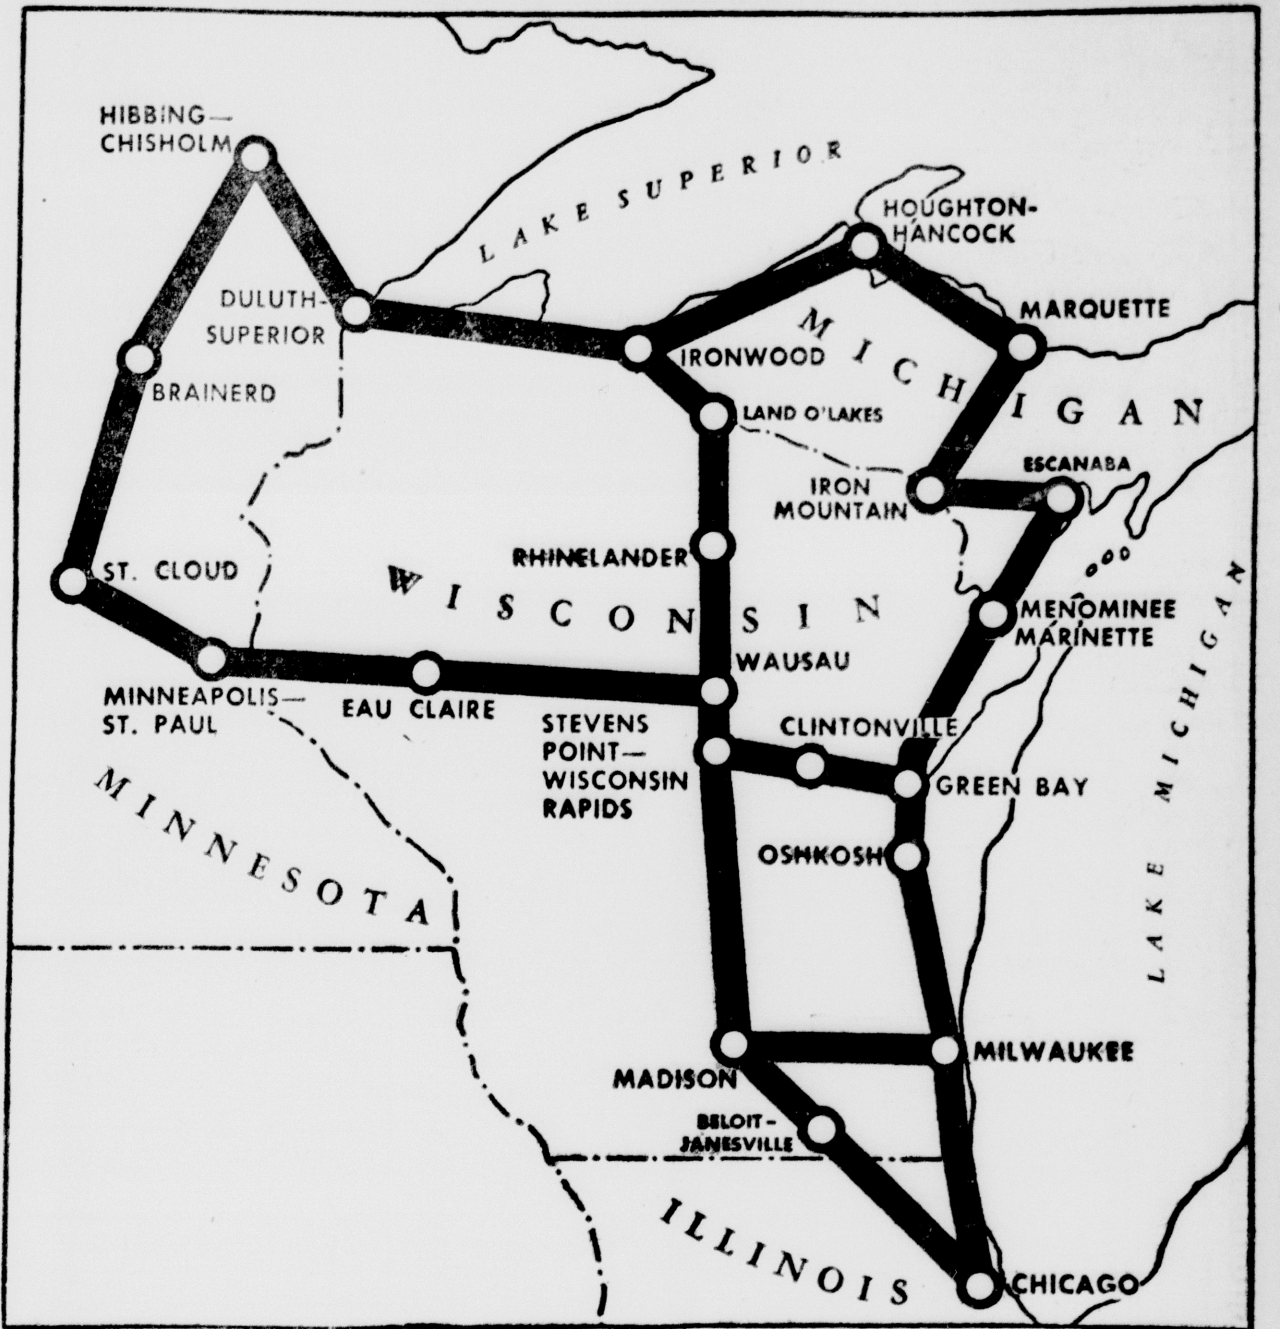 HIBBING—
CHISHOLM
LAKE SUPERIOR
HOUGHTON-
HANCOCK
DULUTH-
SUPERIOR
MARQUETTE
MICHIGAN
IRONWOOD
BRAINERD
LAND O'LAKES
ESCANABA
IRON
MOUNTAIN
RHINELANDER
ST. CLOUD
WISCONSIN
MENOMINEE
MARINETTE
WAUSAU
MINNEAPOLIS—
ST. PAUL
EAU CLAIRE
STEVENS
POINT—
WISCONSIN
RAPIDS
CLINTONVILLE
GREEN BAY
LAKE MICHIGAN
MINNESOTA
OSHKOSH
MADISON
MILWAUKEE
BELOIT-
JANESVILLE
ILLINOIS
CHICAGO